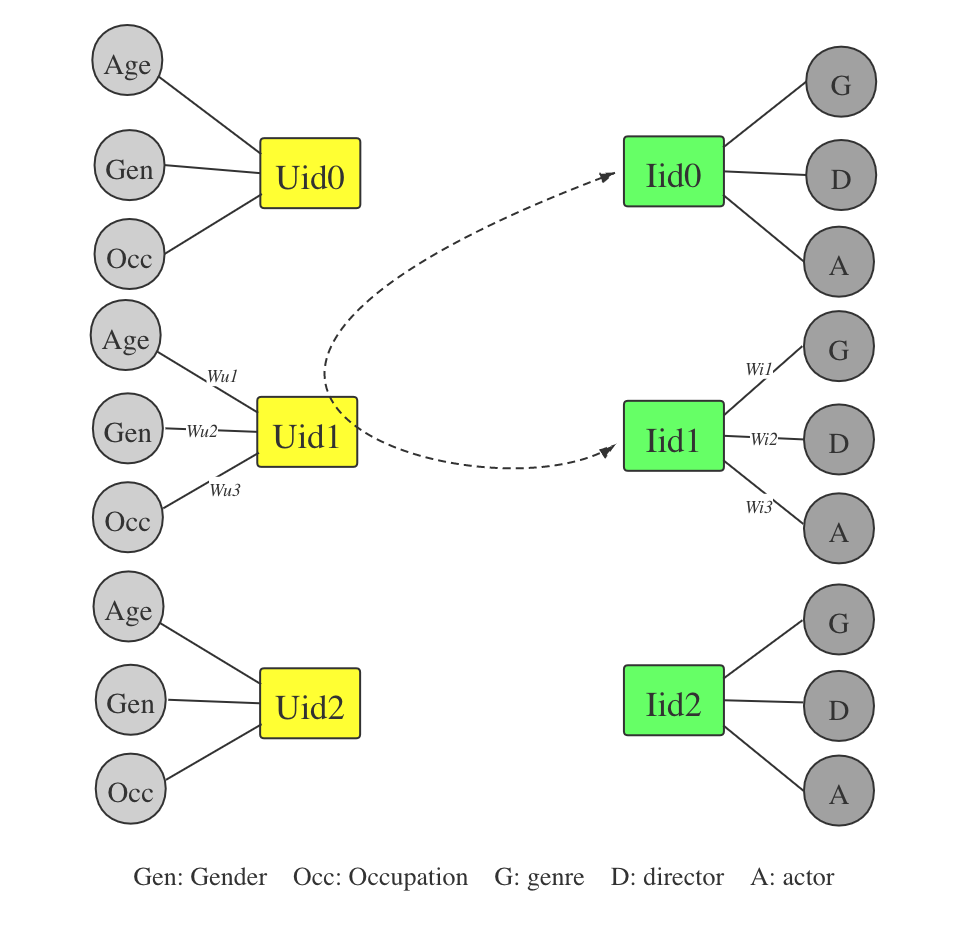 Age
Gen
Occ
Uid0
Iid0
G
D
A
Age
Gen
Occ
Wu1
Wu2
Wu3
Uid1
Iid1
Wi1
Wi2
Wi3
G
D
A
Age
Gen
Occ
Uid2
Iid2
G
D
A
Gen: Gender Occ: Occupation G: genre D: director A: actor